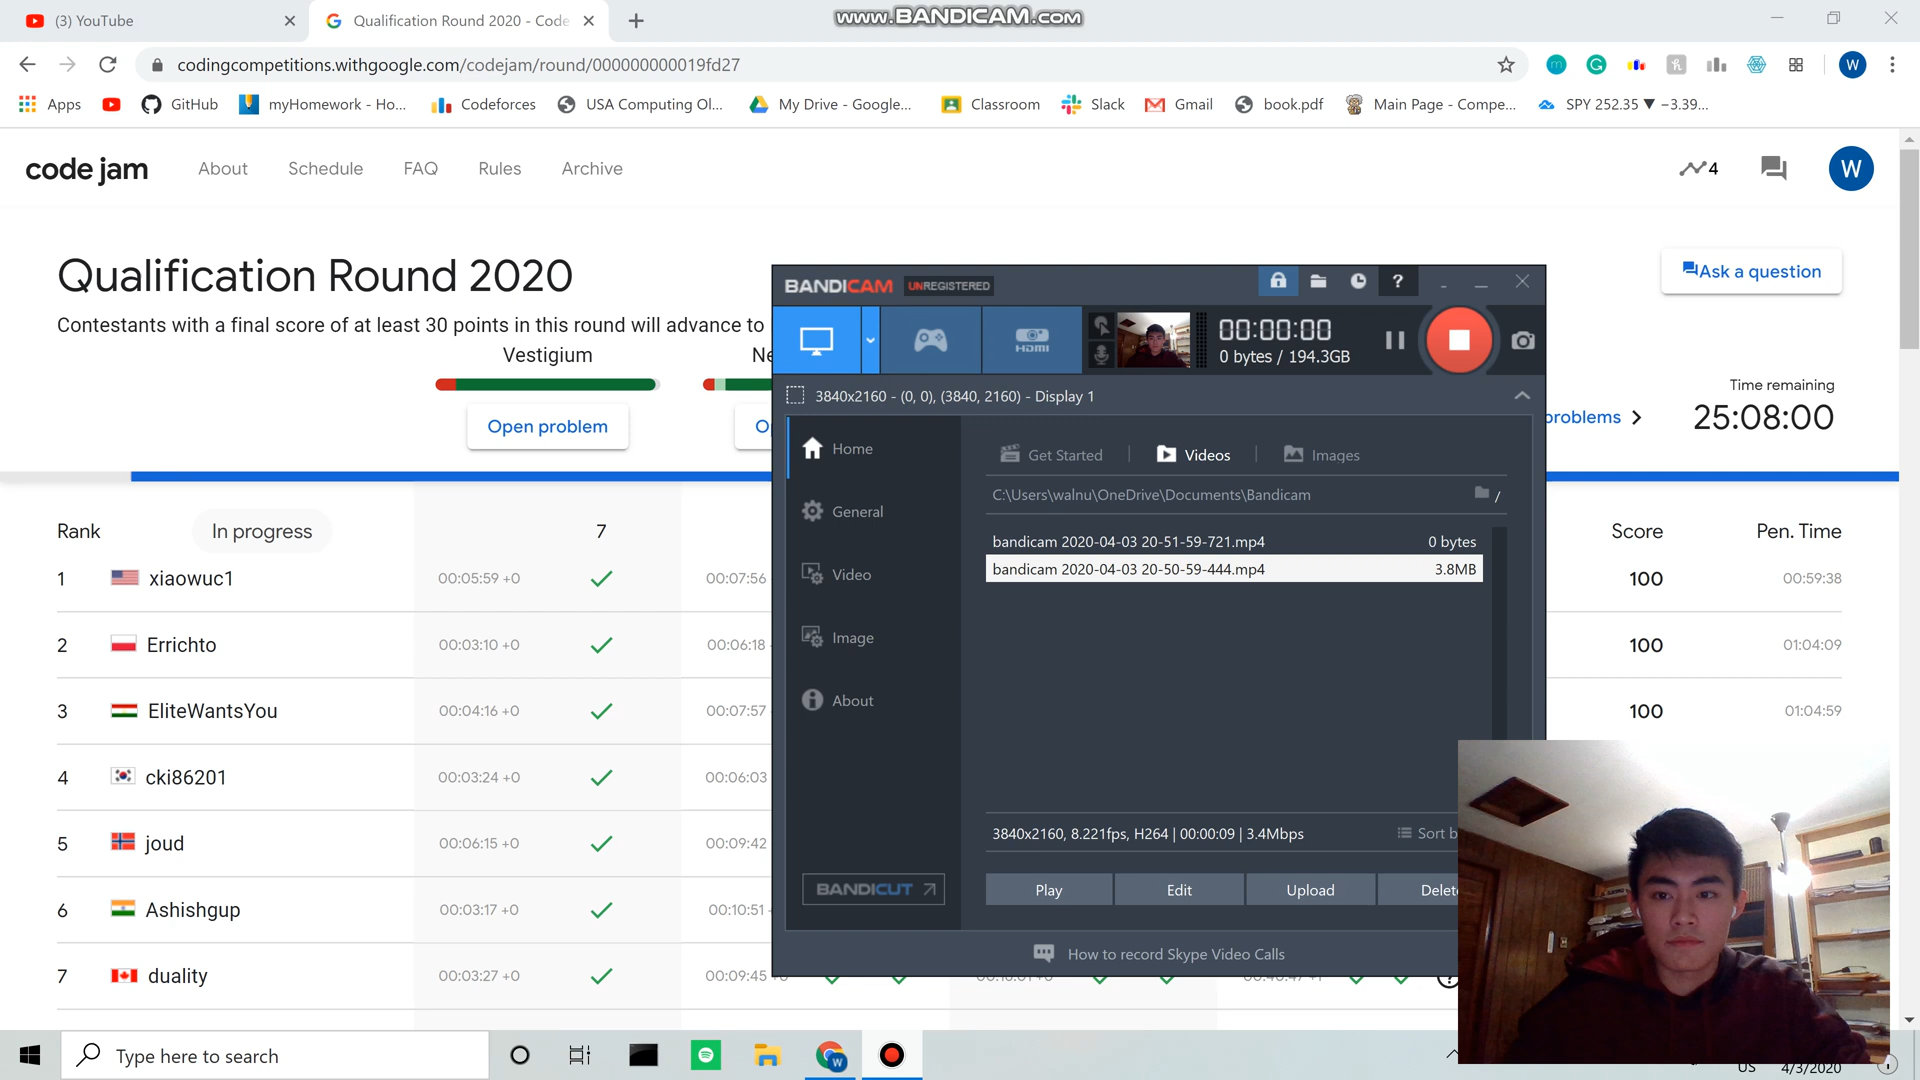 (3) YouTube
Qualification Round 2020 - Code
www.BANDICAM.com
codingcompetitions.withgoogle.com/codejam/round/000000000019fd27
W
Apps
GitHub
myHomework - Ho...
Codeforces
USA Computing Ol...
My Drive - Google...
Classroom
Slack
Gmail
book.pdf
Main Page - Compe...
SPY 252.35 ▼ −3.39...
code jam
About
Schedule
FAQ
Rules
Archive
4
W
Qualification Round 2020
Ask a question
Contestants with a final score of at least 30 points in this round will advance to
Vestigium
Ne
Open problem
Op
problems
Time remaining
25:08:00
BANDICAM
UNREGISTERED
?
HDMI
00:00:00
0 bytes / 194.3GB
3840x2160 - (0, 0), (3840, 2160) - Display 1
Home
General
Video
Image
About
BANDICUT
Get Started
Videos
Images
C:\Users\walnu\OneDrive\Documents\Bandicam
/
bandicam 2020-04-03 20-51-59-721.mp4 0 bytes
bandicam 2020-04-03 20-50-59-444.mp4 3.8MB
3840x2160, 8.221fps, H264 | 00:00:09 | 3.4Mbps
Sort b
Play
Edit
Upload
Delete
How to record Skype Video Calls
Rank In progress 7 Score Pen. Time
1 xiaowuc1 00:05:59 +0 00:07:56 100 00:59:38
2 Errichto 00:03:10 +0 00:06:18 100 01:04:09
3 EliteWantsYou 00:04:16 +0 00:07:57 100 01:04:59
4 cki86201 00:03:24 +0 00:06:03
5 joud 00:06:15 +0 00:09:42
6 Ashishgup 00:03:17 +0 00:10:51
7 duality 00:03:27 +0 00:09:45
Type here to search
W
US
4/3/2020